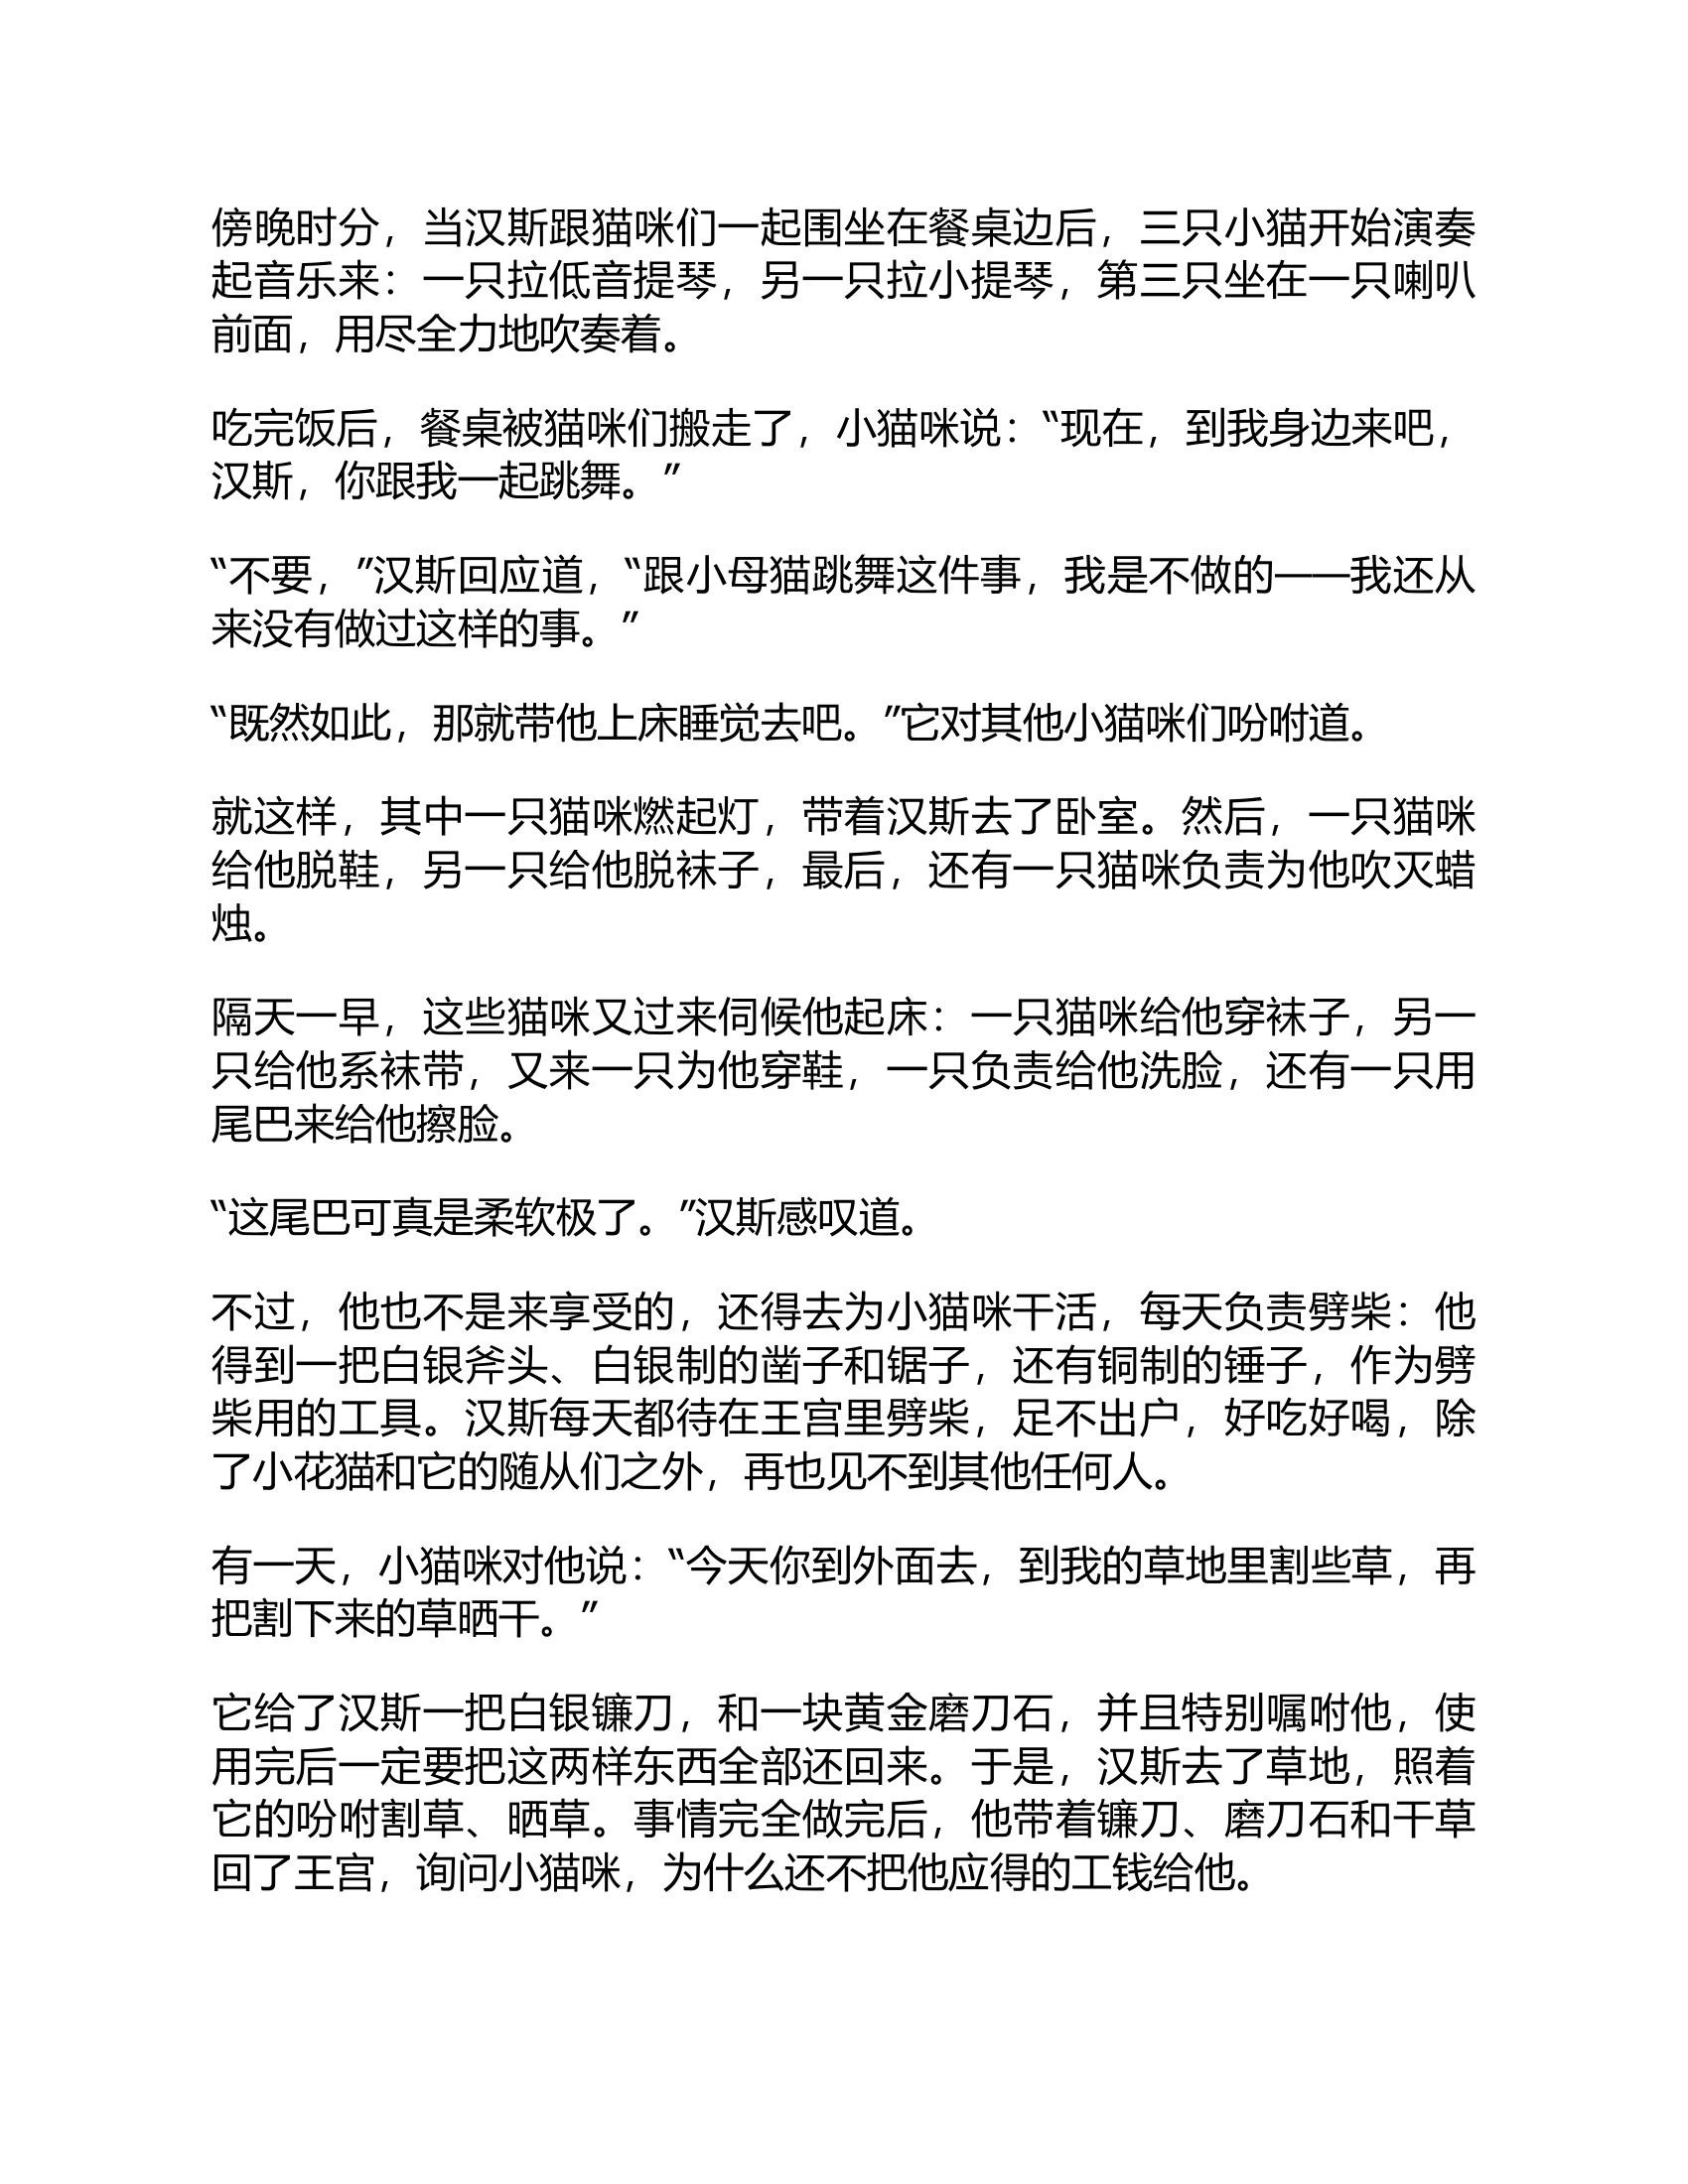 傍晚时分，当汉斯跟猫咪们一起围坐在餐桌边后，三只小猫开始演奏
起音乐来：一只拉低音提琴，另一只拉小提琴，第三只坐在一只喇叭
前面，用尽全力地吹奏着。
吃完饭后，餐桌被猫咪们搬走了，小猫咪说：“现在，到我身边来吧，
汉斯，你跟我一起跳舞。”
“不要，”汉斯回应道，“跟小母猫跳舞这件事，我是不做的——我还从
来没有做过这样的事。”
“既然如此，那就带他上床睡觉去吧。”它对其他小猫咪们吩咐道。
就这样，其中一只猫咪燃起灯，带着汉斯去了卧室。然后，一只猫咪
给他脱鞋，另一只给他脱袜子，最后，还有一只猫咪负责为他吹灭蜡
烛。
隔天一早，这些猫咪又过来伺候他起床：一只猫咪给他穿袜子，另一
只给他系袜带，又来一只为他穿鞋，一只负责给他洗脸，还有一只用
尾巴来给他擦脸。
“这尾巴可真是柔软极了。”汉斯感叹道。
不过，他也不是来享受的，还得去为小猫咪干活，每天负责劈柴：他
得到一把白银斧头、白银制的凿子和锯子，还有铜制的锤子，作为劈
柴用的工具。汉斯每天都待在王宫里劈柴，足不出户，好吃好喝，除
了小花猫和它的随从们之外，再也见不到其他任何人。
有一天，小猫咪对他说：“今天你到外面去，到我的草地里割些草，再
把割下来的草晒干。”
它给了汉斯一把白银镰刀，和一块黄金磨刀石，并且特别嘱咐他，使
用完后一定要把这两样东西全部还回来。于是，汉斯去了草地，照着
它的吩咐割草、晒草。事情完全做完后，他带着镰刀、磨刀石和干草
回了王宫，询问小猫咪，为什么还不把他应得的工钱给他。